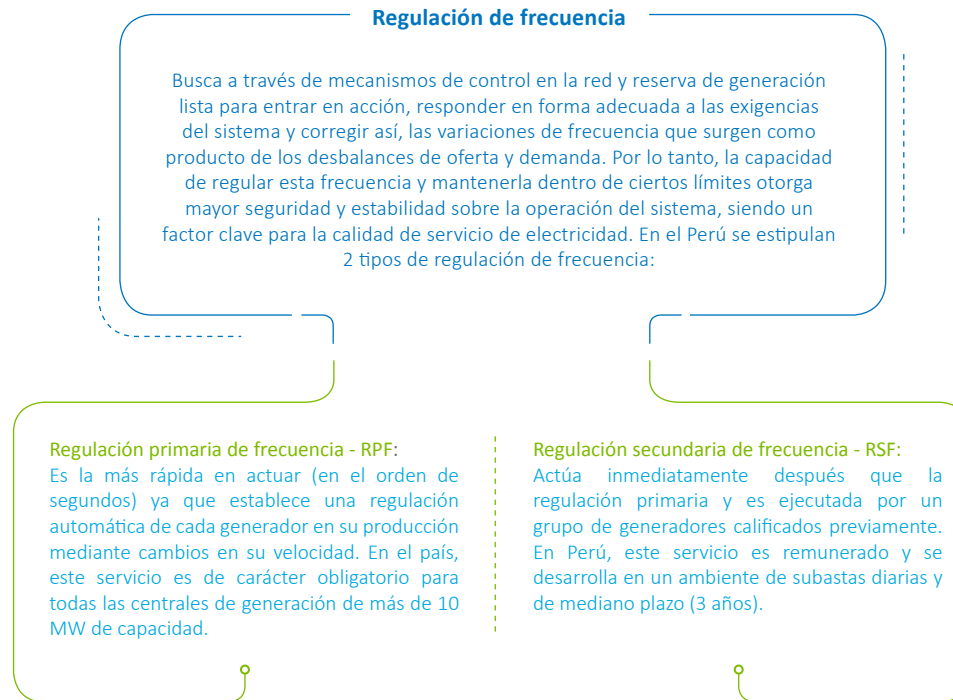 Regulación de frecuencia
Busca a través de mecanismos de control en la red y reserva de generación
lista para entrar en acción, responder en forma adecuada a las exigencias
del sistema y corregir así, las variaciones de frecuencia que surgen como
producto de los desbalances de oferta y demanda. Por lo tanto, la capacidad
de regular esta frecuencia y mantenerla dentro de ciertos límites otorga
mayor seguridad y estabilidad sobre la operación del sistema, siendo un
factor clave para la calidad de servicio de electricidad. En el Perú se estipulan
2 tipos de regulación de frecuencia:
Regulación primaria de frecuencia - RPF:
Es la más rápida en actuar (en el orden de
segundos) ya que establece una regulación
automática de cada generador en su producción
mediante cambios en su velocidad. En el país,
este servicio es de carácter obligatorio para
todas las centrales de generación de más de 10
MW de capacidad.
Regulación secundaria de frecuencia - RSF:
Actúa inmediatamente después que la
regulación primaria y es ejecutada por un
grupo de generadores calificados previamente.
En Perú, este servicio es remunerado y se
desarrolla en un ambiente de subastas diarias y
de mediano plazo (3 años).